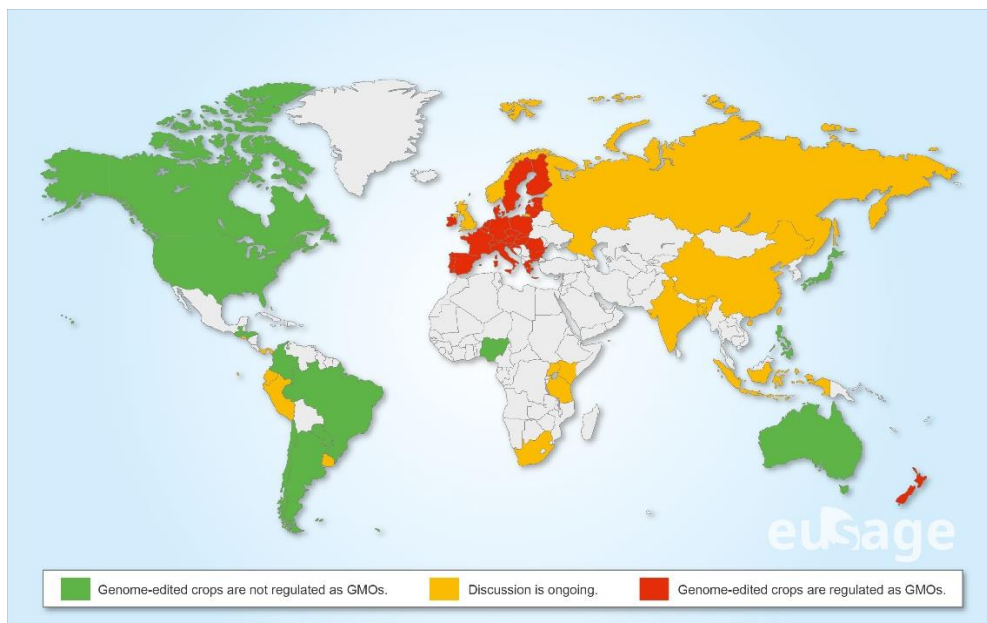 eusage
Genome-edited crops are not regulated as GMOs.
Discussion is ongoing.
Genome-edited crops are regulated as GMOs.